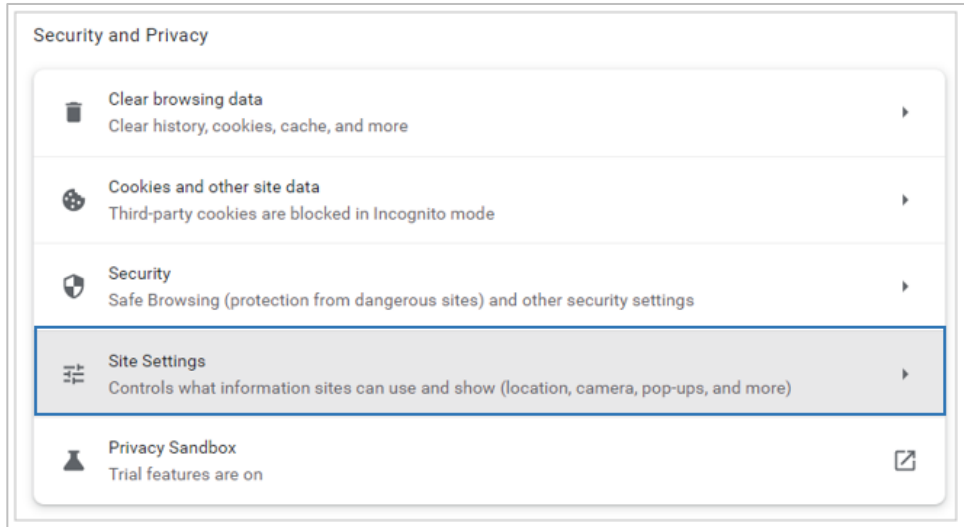 Security and Privacy
Clear browsing data
Clear history, cookies, cache, and more
Cookies and other site data
Third-party cookies are blocked in Incognito mode
Security
Safe Browsing (protection from dangerous sites) and other security settings
Site Settings
Controls what information sites can use and show (location, camera, pop-ups, and more)
Privacy Sandbox
Trial features are on